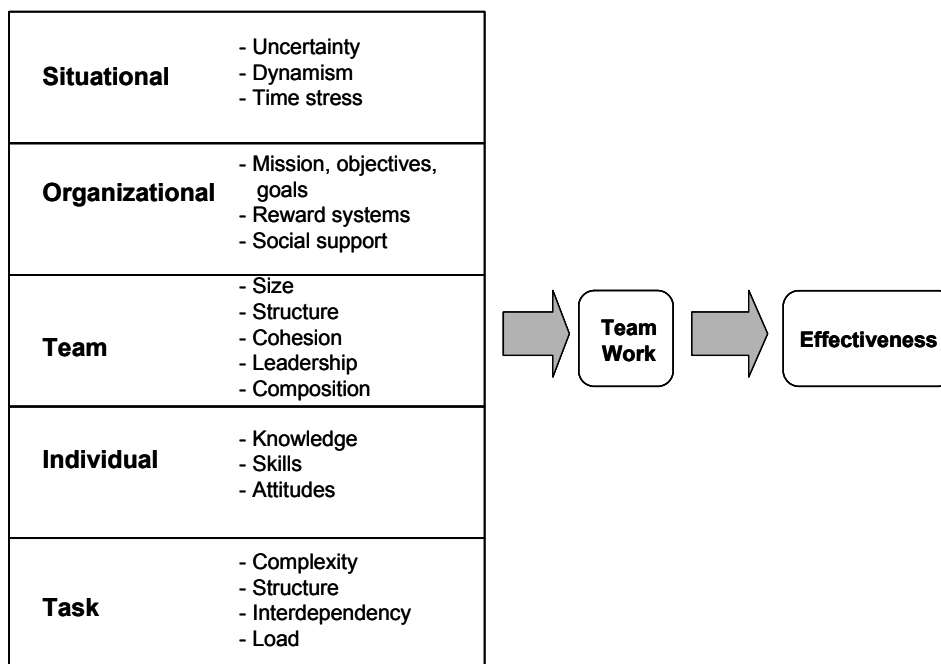 Situational
- Uncertainty
- Dynamism
- Time stress
Organizational
- Mission, objectives,
goals
- Reward systems
- Social support
Team
- Size
- Structure
- Cohesion
- Leadership
- Composition
Individual
- Knowledge
- Skills
- Attitudes
Task
- Complexity
- Structure
- Interdependency
- Load
Team
Work
Effectiveness